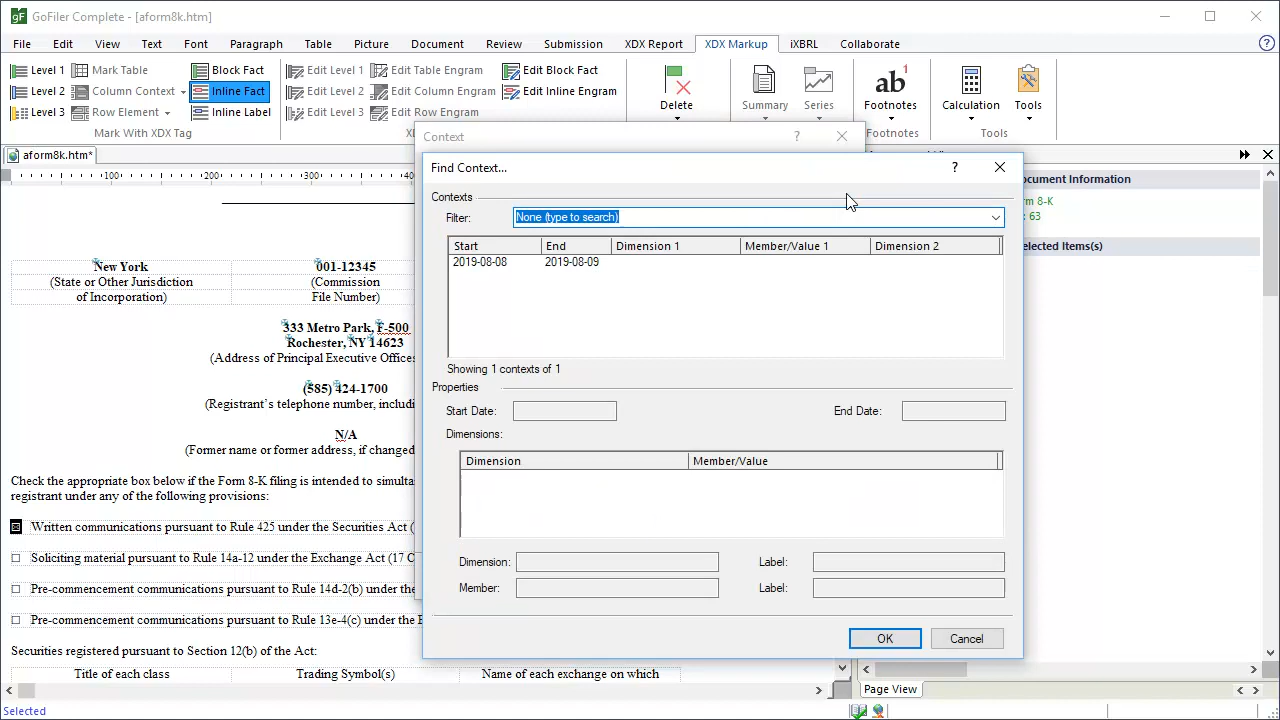 gF GoFiler Complete - [aform8k.htm]
File Edit View Text Font Paragraph Table Picture Document Review Submission XDX Report XDX Markup iXBRL Collaborate ?
Level 1 Mark Table Block Fact Edit Level 1 Edit Table Engram Edit Block Fact
Level 2 Column Context Inline Fact Edit Level 2 Edit Column Engram Edit Inline Engram
Level 3 Row Element Inline Label Edit Level 3 Edit Row Engram
Delete Summary Series ab1 Footnotes Calculation Tools
Mark With XDX Tag XD Footnotes Tools
Context ?
aform8k.htm*
100 200 300 400
Find Context... ?
Contexts
Filter: None (type to search)
Start End Dimension 1 Member/Value 1 Dimension 2
2019-08-08 2019-08-09
Showing 1 contexts of 1
Properties
Start Date: End Date:
Dimensions:
Dimension Member/Value
Dimension: Label:
Member: Label:
OK Cancel
ocument Information
rm 8-K
: 63
elected Item(s)
New York 001-12345
(State or Other Jurisdiction (Commission
of Incorporation) File Number)
333 Metro Park, F-500
Rochester, NY 14623
(Address of Principal Executive Offices
(585) 424-1700
(Registrant's telephone number, includi
N/A
(Former name or former address, if changed
Check the appropriate box below if the Form 8-K filing is intended to simulta
registrant under any of the following provisions:
Written communications pursuant to Rule 425 under the Securities Act (
Soliciting material pursuant to Rule 14a-12 under the Exchange Act (17 C
Pre-commencement communications pursuant to Rule 14d-2(b) under the
Pre-commencement communications pursuant to Rule 13e-4(c) under the E
Securities registered pursuant to Section 12(b) of the Act:
Title of each class Trading Symbol(s) Name of each exchange on which
Page View
Selected